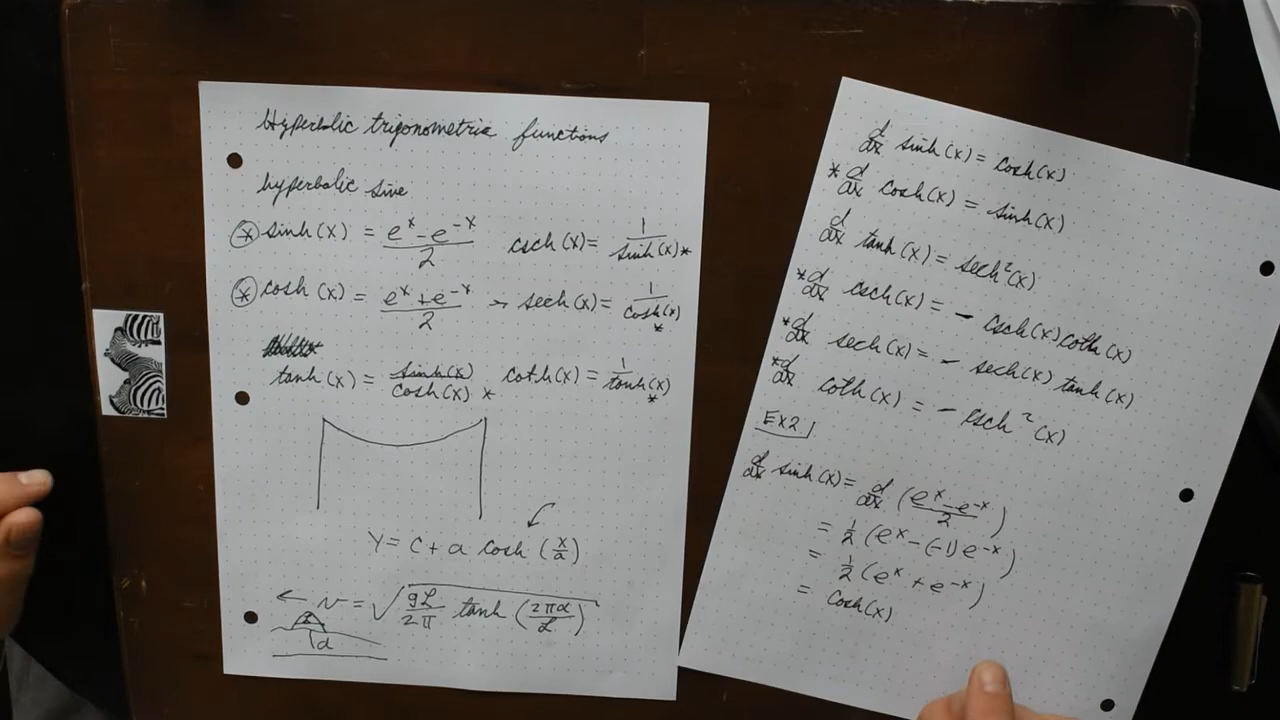 Hyperbolic trigonometric functions
hyperbolic sine
* sinh(x) = (e^x - e^-x)/2 csch(x) = 1/sinh(x) *
* cosh(x) = (e^x + e^-x)/2 → sech(x) = 1/cosh(x) *
tanh(x) = sinh(x)/cosh(x) * coth(x) = 1/tanh(x) *
y = c + a cosh (x/a)
← v = √(gL/2π tanh (2πd/L))
L
d
d/dx sinh(x) = cosh(x)
* d/dx cosh(x) = sinh(x)
d/dx tanh(x) = sech²(x)
* d/dx csch(x) = - csch(x) coth(x)
* d/dx sech(x) = - sech(x) tanh(x)
* d/dx coth(x) = - csch²(x)
EX2
d/dx sinh(x) = d/dx ((e^x - e^-x)/2)
= 1/2 (e^x - (-1)e^-x)
= 1/2 (e^x + e^-x)
= cosh(x)